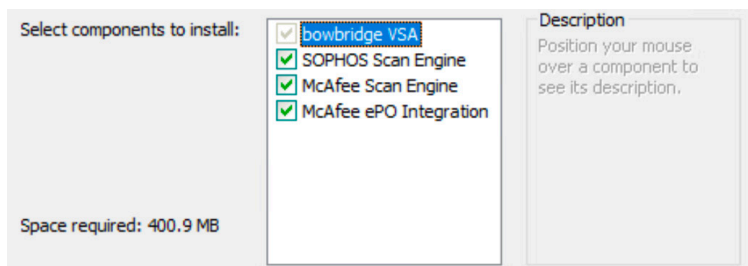 Select components to install:
bowbridge VSA
SOPHOS Scan Engine
McAfee Scan Engine
McAfee ePO Integration
Description
Position your mouse
over a component to
see its description.
Space required: 400.9 MB